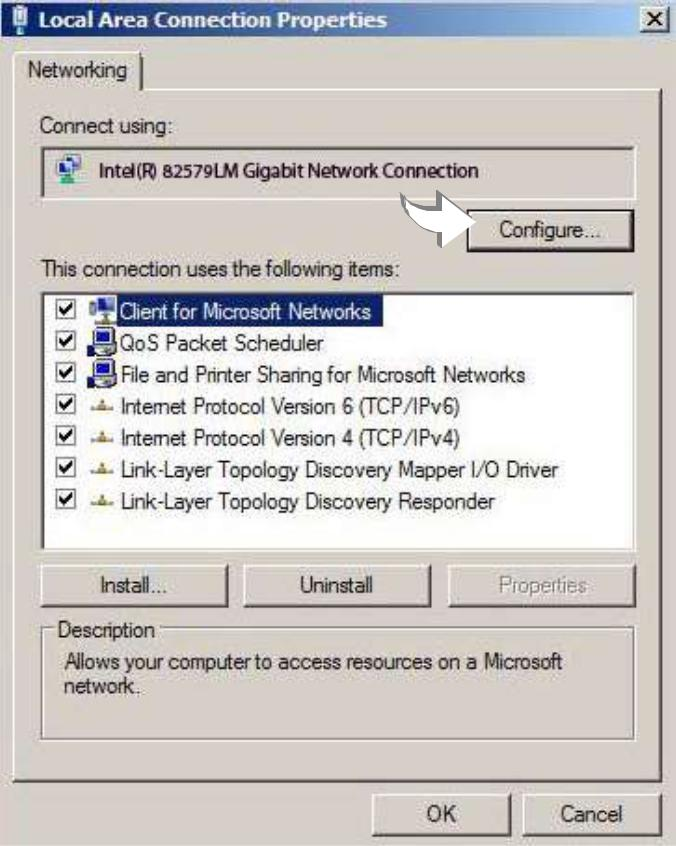 Local Area Connection Properties
Networking
Connect using:
Intel(R) 82579LM Gigabit Network Connection
Configure...
This connection uses the following items:
Client for Microsoft Networks
QoS Packet Scheduler
File and Printer Sharing for Microsoft Networks
Internet Protocol Version 6 (TCP/IPv6)
Internet Protocol Version 4 (TCP/IPv4)
Link-Layer Topology Discovery Mapper I/O Driver
Link-Layer Topology Discovery Responder
Install...
Uninstall
Properties
Description
Allows your computer to access resources on a Microsoft
network.
OK
Cancel